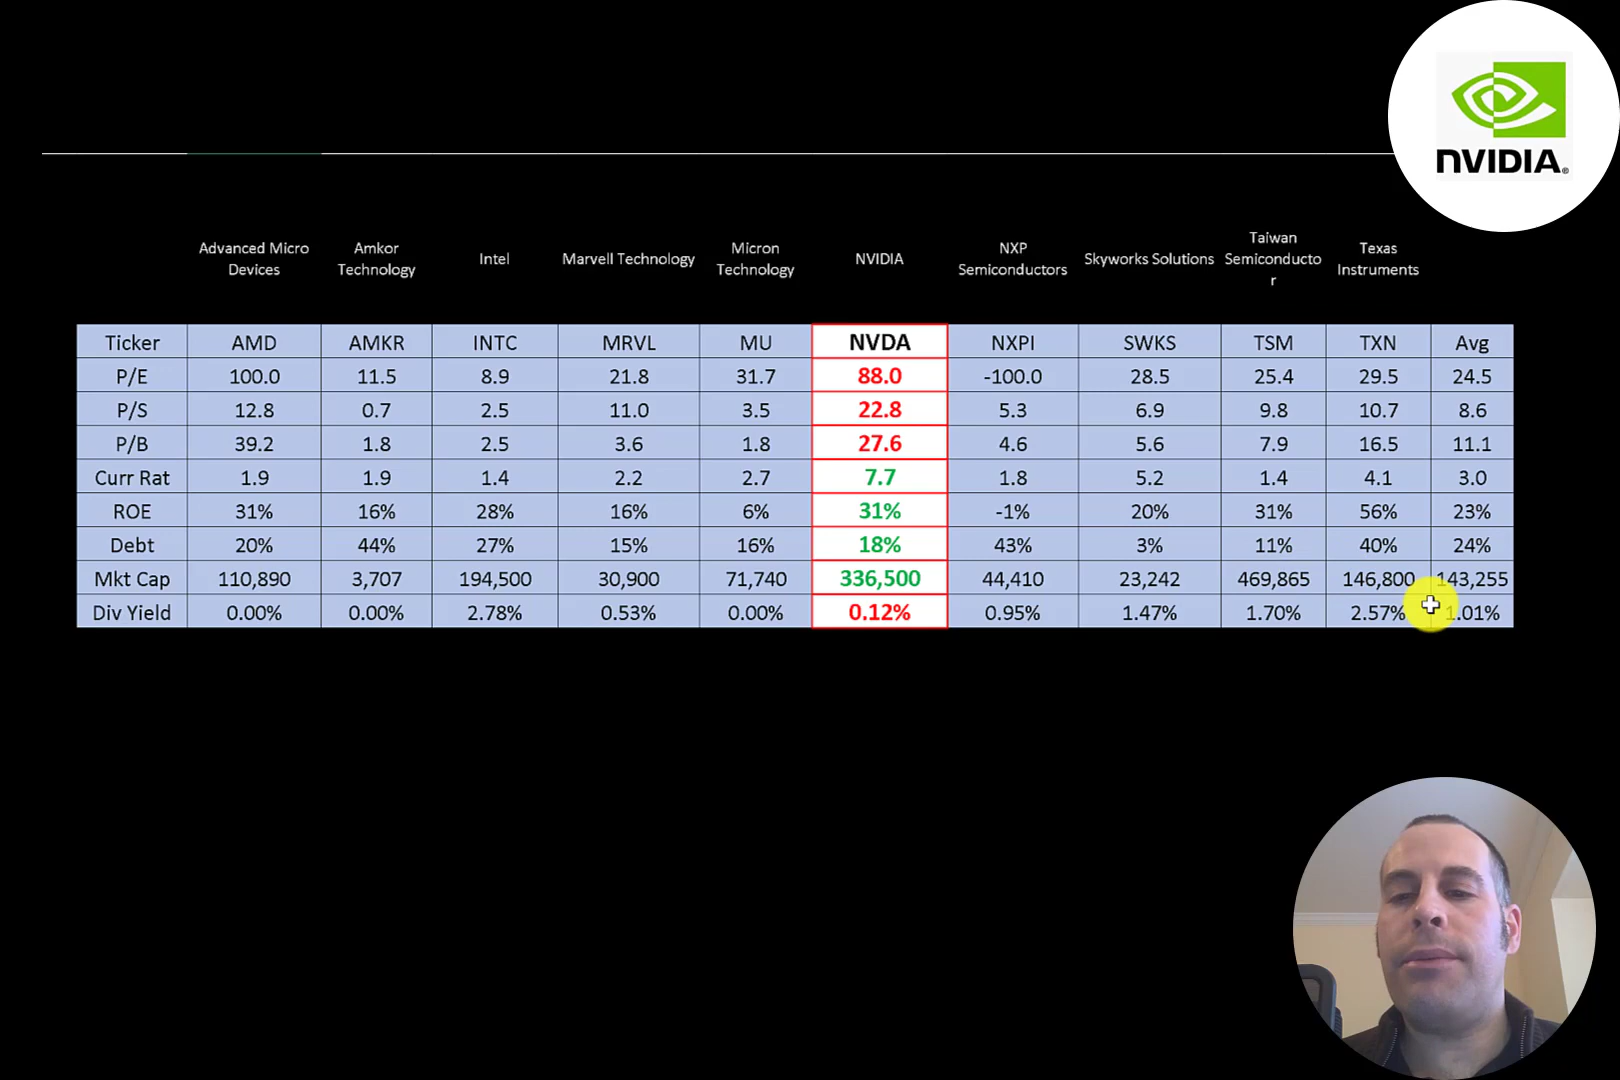 NVIDIA®
Advanced Micro
Devices
Amkor
Technology
Intel
Marvell Technology
Micron
Technology
NVIDIA
NXP
Semiconductors
Skyworks Solutions
Taiwan
Semiconducto
r
Texas
Instruments
Ticker AMD AMKR INTC MRVL MU NVDA NXPI SWKS TSM TXN Avg
P/E 100.0 11.5 8.9 21.8 31.7 88.0 -100.0 28.5 25.4 29.5 24.5
P/S 12.8 0.7 2.5 11.0 3.5 22.8 5.3 6.9 9.8 10.7 8.6
P/B 39.2 1.8 2.5 3.6 1.8 27.6 4.6 5.6 7.9 16.5 11.1
Curr Rat 1.9 1.9 1.4 2.2 2.7 7.7 1.8 5.2 1.4 4.1 3.0
ROE 31% 16% 28% 16% 6% 31% -1% 20% 31% 56% 23%
Debt 20% 44% 27% 15% 16% 18% 43% 3% 11% 40% 24%
Mkt Cap 110,890 3,707 194,500 30,900 71,740 336,500 44,410 23,242 469,865 146,800 143,255
Div Yield 0.00% 0.00% 2.78% 0.53% 0.00% 0.12% 0.95% 1.47% 1.70% 2.57% 1.01%